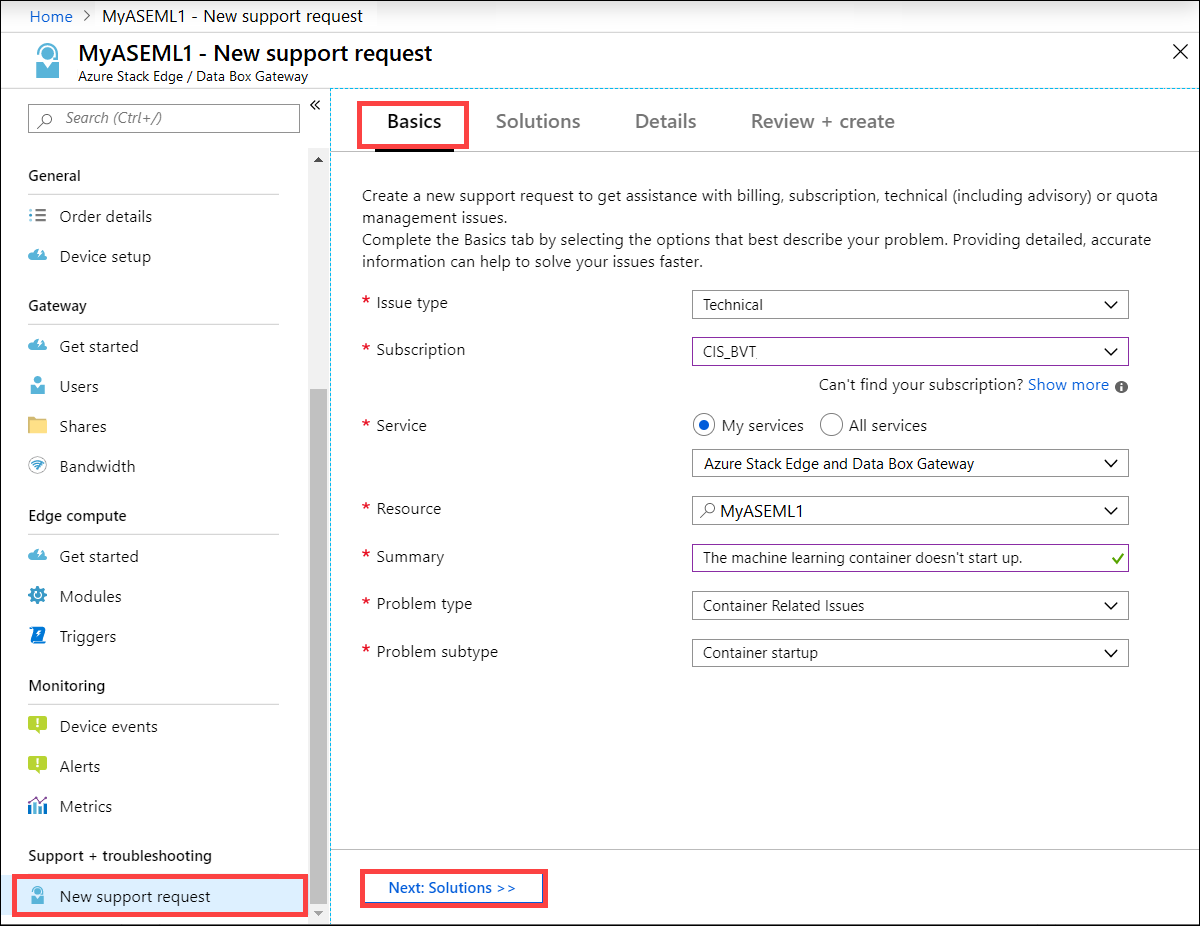 Home > MyASEML1 - New support request
MyASEML1 - New support request
Azure Stack Edge / Data Box Gateway
Search (Ctrl+/)
«
General
Order details
Device setup
Gateway
Get started
Users
Shares
Bandwidth
Edge compute
Get started
Modules
Triggers
Monitoring
Device events
Alerts
Metrics
Support + troubleshooting
New support request
Basics Solutions Details Review + create
Create a new support request to get assistance with billing, subscription, technical (including advisory) or quota
management issues.
Complete the Basics tab by selecting the options that best describe your problem. Providing detailed, accurate
information can help to solve your issues faster.
* Issue type Technical
* Subscription CIS_BVT
Can't find your subscription? Show more
* Service My services All services
Azure Stack Edge and Data Box Gateway
* Resource MyASEML1
* Summary The machine learning container doesn't start up.
* Problem type Container Related Issues
* Problem subtype Container startup
Next: Solutions >>